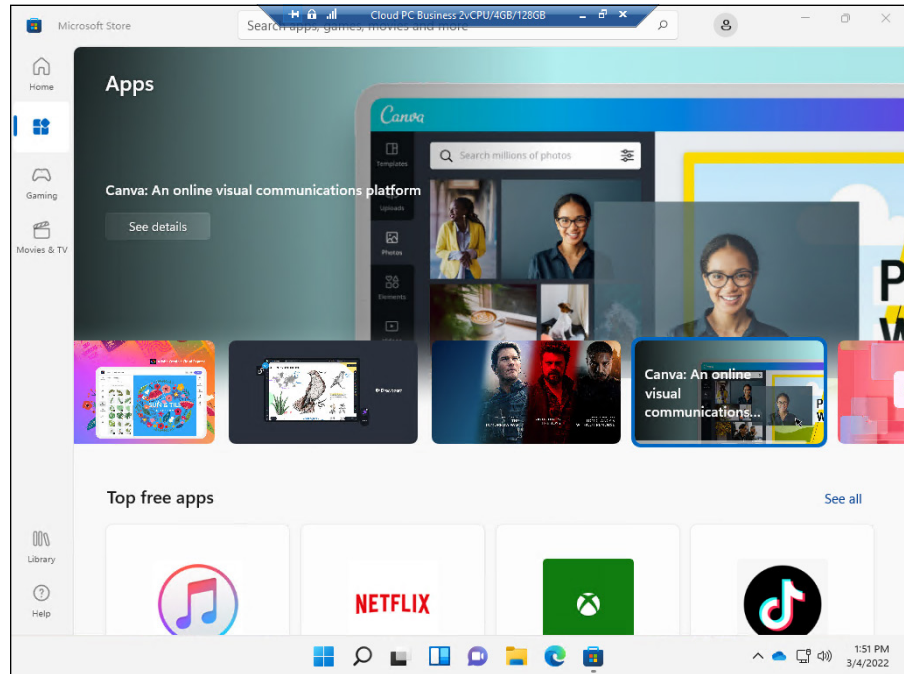 Cloud PC Business 2vCPU/4GB/128GB
Microsoft Store
Search apps, games, movies and more
Home
Gaming
Movies & TV
Library
Help
Apps
Canva: An online visual communications platform
See details
Canva
Templates
Search millions of photos
Uploads
Photos
Elements
P
Canva: An online
visual
communications...
Top free apps
See all
NETFLIX
1:51 PM
3/4/2022